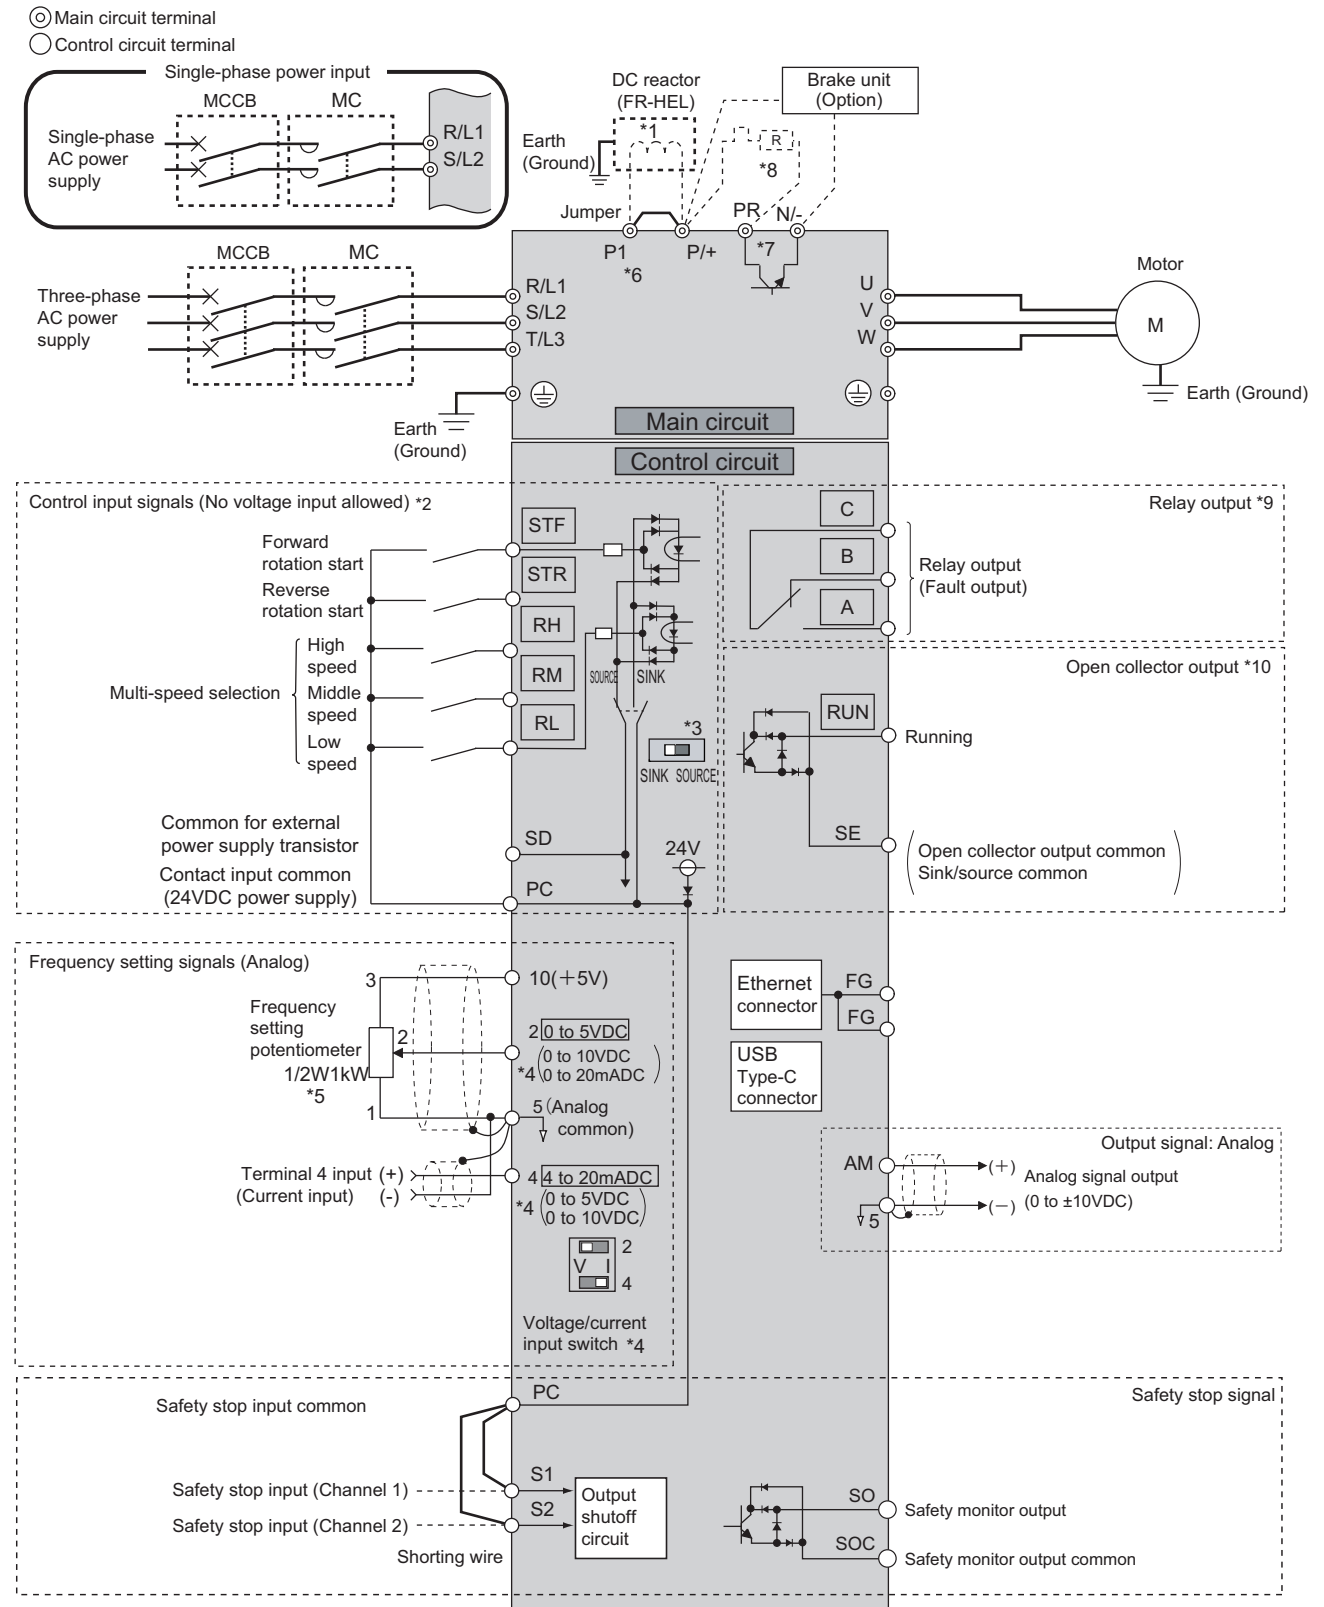 Main circuit terminal
Control circuit terminal
Single-phase power input
MCCB
MC
Single-phase
AC power
supply
R/L1
S/L2
DC reactor
(FR-HEL)
*1
Earth
(Ground)
Brake unit
(Option)
R
*8
Jumper
PR
N/-
P1
*6
P/+
*7
MCCB
MC
Three-phase
AC power
supply
R/L1
S/L2
T/L3
U
V
W
Motor
M
Earth (Ground)
Earth
(Ground)
Main circuit
Control circuit
Control input signals (No voltage input allowed) *2
Forward
rotation start
Reverse
rotation start
Multi-speed selection
High
speed
Middle
speed
Low
speed
STF
STR
RH
RM
RL
SOURCE
SINK
*3
SINK SOURCE
Common for external
power supply transistor
Contact input common
(24VDC power supply)
SD
PC
24V
Relay output *9
C
B
A
Relay output
(Fault output)
Open collector output *10
RUN
Running
SE
Open collector output common
Sink/source common
Frequency setting signals (Analog)
3
Frequency
setting
potentiometer
1/2W1kW
*5
2
1
10(+5V)
2 0 to 5VDC
*4 (0 to 10VDC
0 to 20mADC)
5 (Analog
common)
Terminal 4 input (+)
(Current input) (-)
4 4 to 20mADC
*4 (0 to 5VDC
0 to 10VDC)
2
V I
4
Voltage/current
input switch *4
Ethernet
connector
FG
FG
USB
Type-C
connector
Output signal: Analog
AM
(+)
Analog signal output
(0 to ±10VDC)
5
(-)
Safety stop signal
Safety stop input common
PC
Safety stop input (Channel 1)
S1
Safety stop input (Channel 2)
S2
Shorting wire
Output
shutoff
circuit
SO
Safety monitor output
SOC
Safety monitor output common